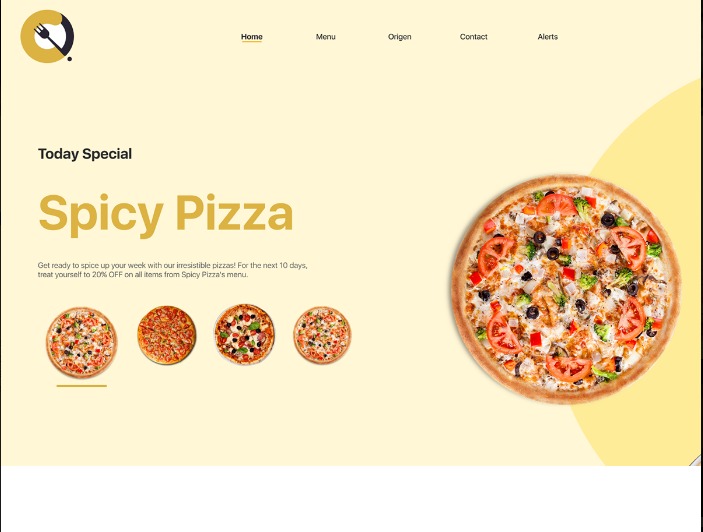 Home Menu Origen Contact Alerts
Today Special
Spicy Pizza
Get ready to spice up your week with our irresistible pizzas! For the next 10 days,
treat yourself to 20% OFF on all items from Spicy Pizza's menu.